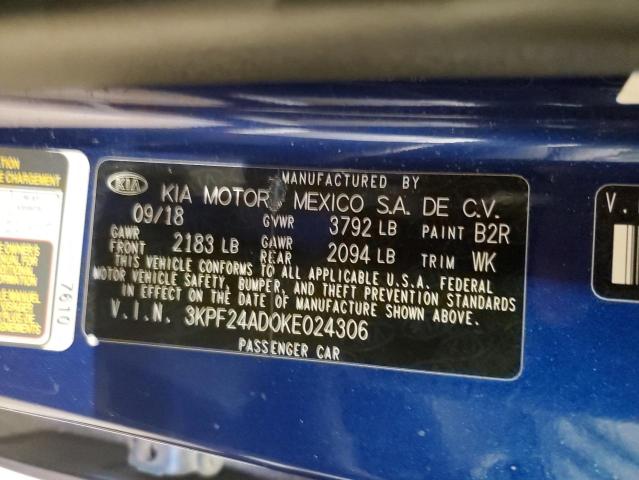 MANUFACTURED BY
KIA KIA MOTOR MEXICO S.A. DE C.V.
09/18 GVWR 3792 LB PAINT B2R
GAWR FRONT 2183 LB GAWR REAR 2094 LB TRIM WK
THIS VEHICLE CONFORMS TO ALL APPLICABLE U.S.A. FEDERAL
MOTOR VEHICLE SAFETY, BUMPER, AND THEFT PREVENTION STANDARDS
IN EFFECT ON THE DATE OF MANUFACTURE SHOWN ABOVE.
V.I.N. 3KPF24AD0KE024306
PASSENGER CAR
7610
V.